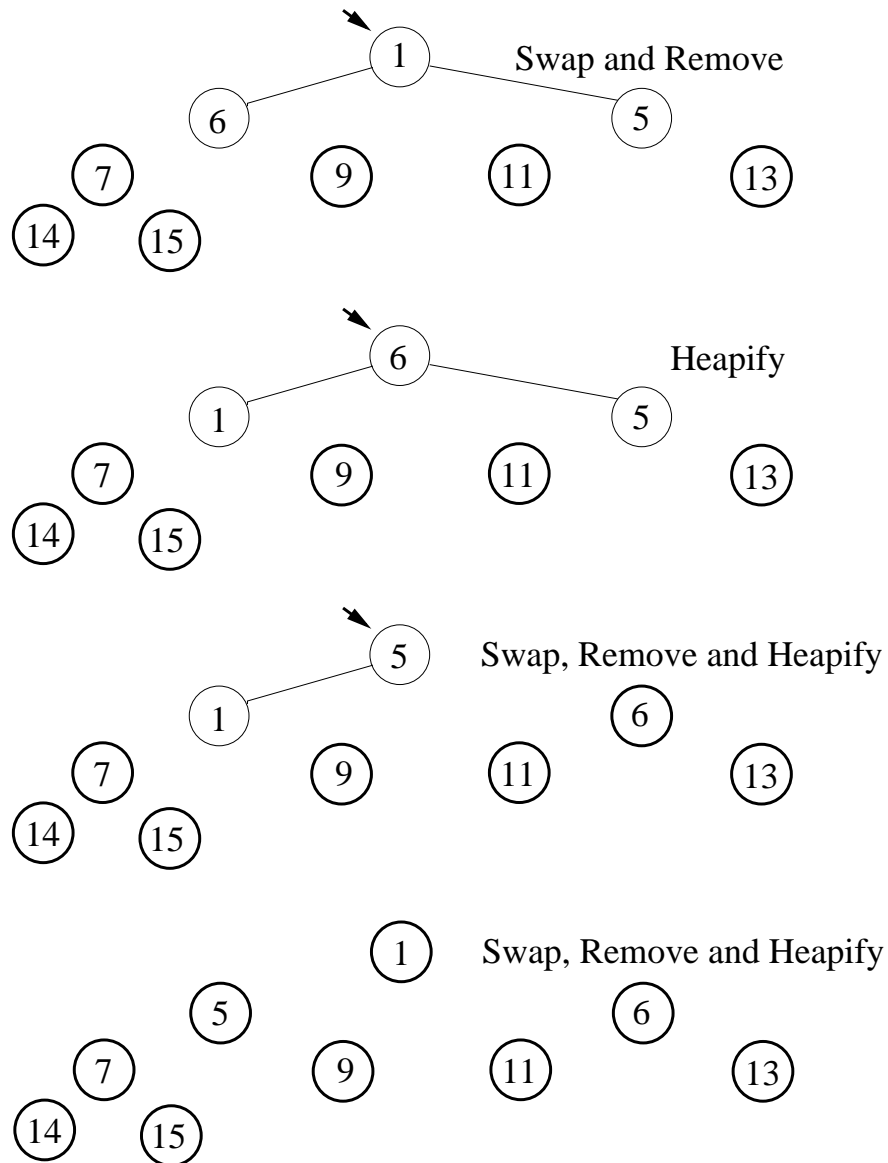 1 Swap and Remove
6 5
7 9 11 13
14 15
6 Heapify
1 5
7 9 11 13
14 15
5 Swap, Remove and Heapify
1 6
7 9 11 13
14 15
1 Swap, Remove and Heapify
5 6
7 9 11 13
14 15